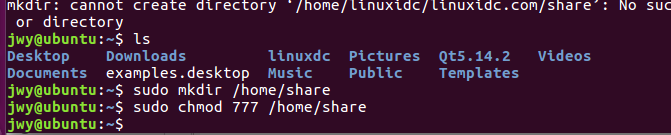 mkdir: cannot create directory '/home/linuxidc/linuxidc.com/share': No suc
or directory
jwy@ubuntu:~$ ls
Desktop Downloads linuxdc Pictures Qt5.14.2 Videos
Documents examples.desktop Music Public Templates
jwy@ubuntu:~$ sudo mkdir /home/share
jwy@ubuntu:~$ sudo chmod 777 /home/share
jwy@ubuntu:~$